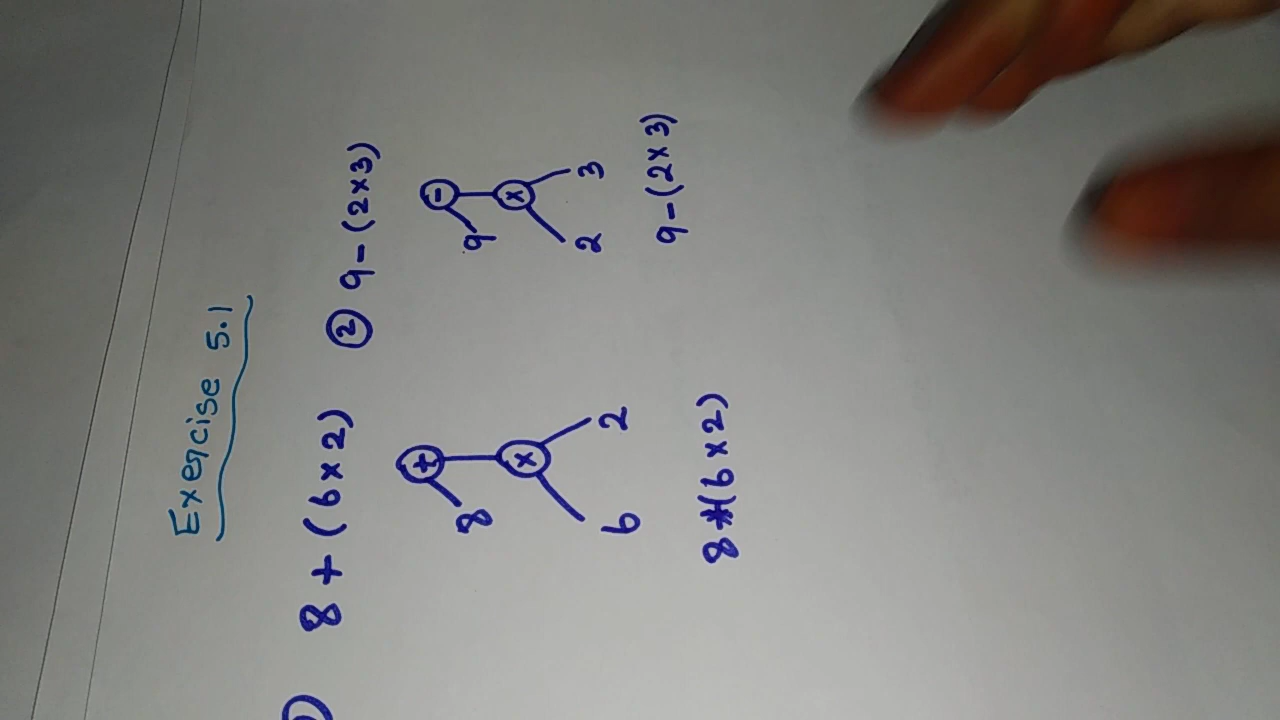 Exercise 5.1
8 + (6 x 2)
② 9 - (2 x 3)
+
8
x
6 2
-
9
x
2 3
8 + (6 x 2)
9 - (2 x 3)